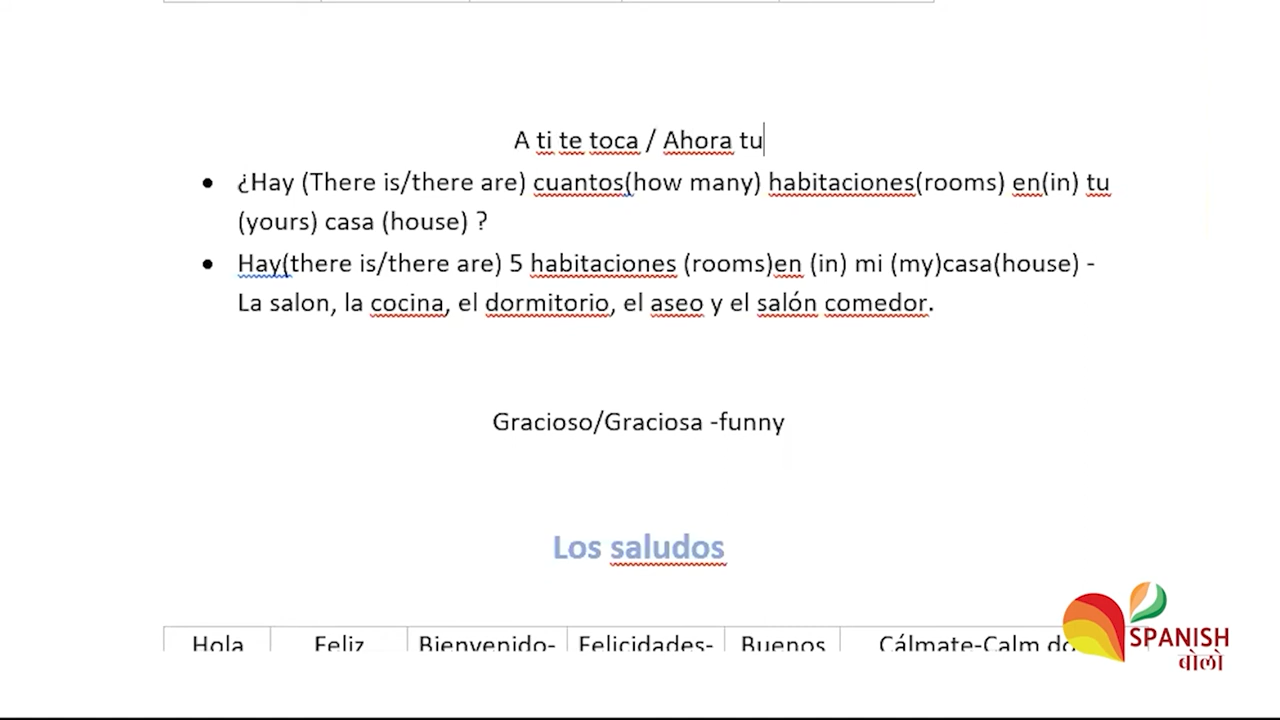 A ti te toca / Ahora tu
• ¿Hay (There is/there are) cuantos(how many) habitaciones(rooms) en(in) tu
(yours) casa (house) ?
• Hay(there is/there are) 5 habitaciones (rooms)en (in) mi (my)casa(house) -
La salon, la cocina, el dormitorio, el aseo y el salón comedor.
Gracioso/Graciosa -funny
Los saludos
Hola Feliz Bienvenido- Felicidades- Buenos Cálmate-Calm do
SPANISH
बोलो